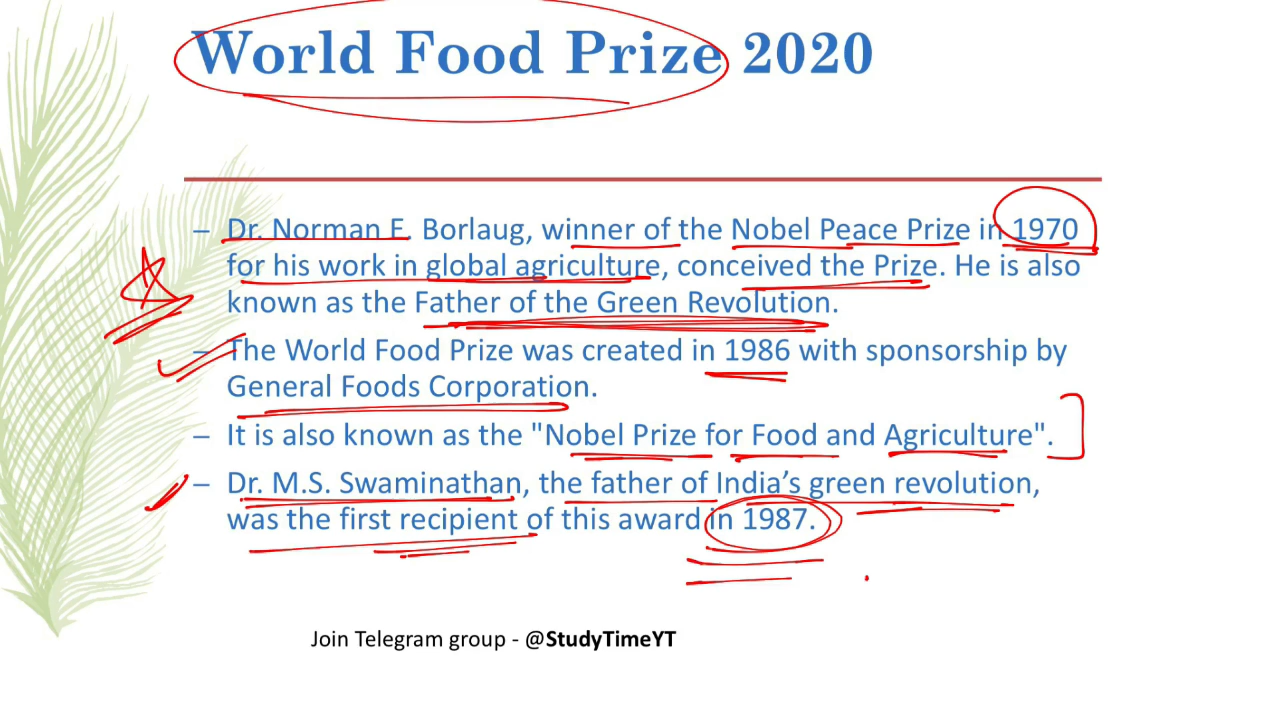 World Food Prize 2020
– Dr. Norman E. Borlaug, winner of the Nobel Peace Prize in 1970
for his work in global agriculture, conceived the Prize. He is also
known as the Father of the Green Revolution.
– The World Food Prize was created in 1986 with sponsorship by
General Foods Corporation.
– It is also known as the "Nobel Prize for Food and Agriculture".
– Dr. M.S. Swaminathan, the father of India’s green revolution,
was the first recipient of this award in 1987.
Join Telegram group - @StudyTimeYT